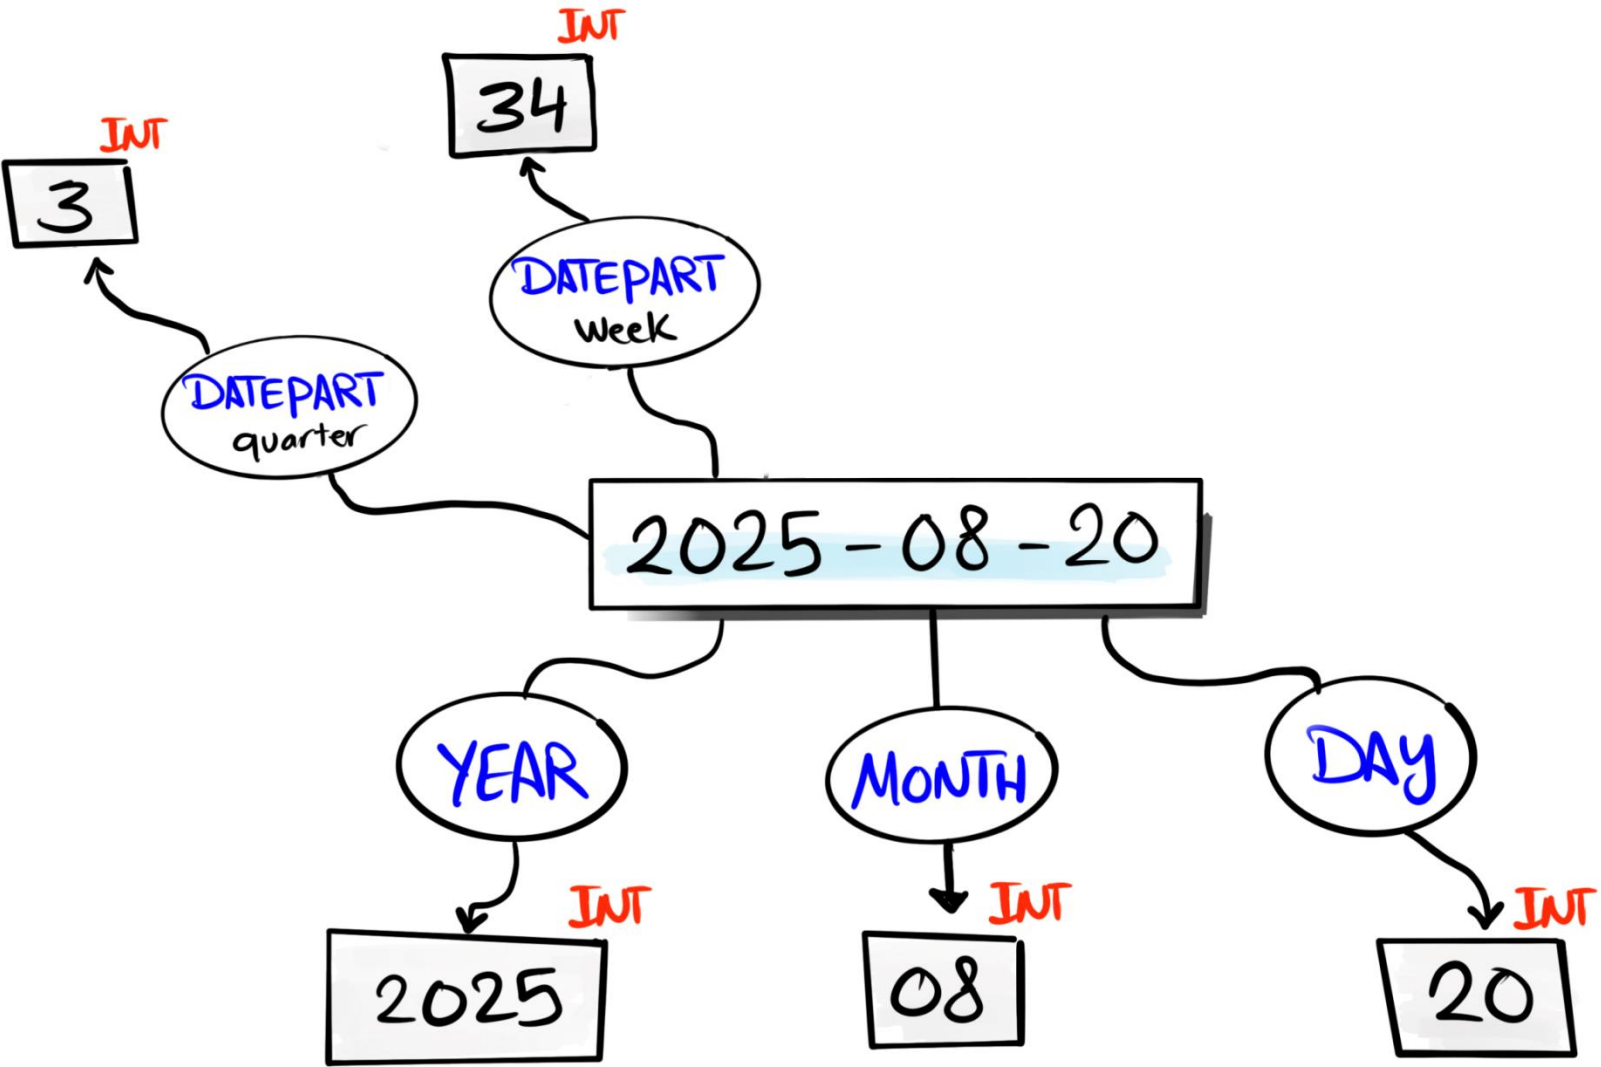 INT
34
INT
3
DATEPART
week
DATEPART
quarter
2025-08-20
YEAR
MONTH
DAY
INT
2025
INT
08
INT
20